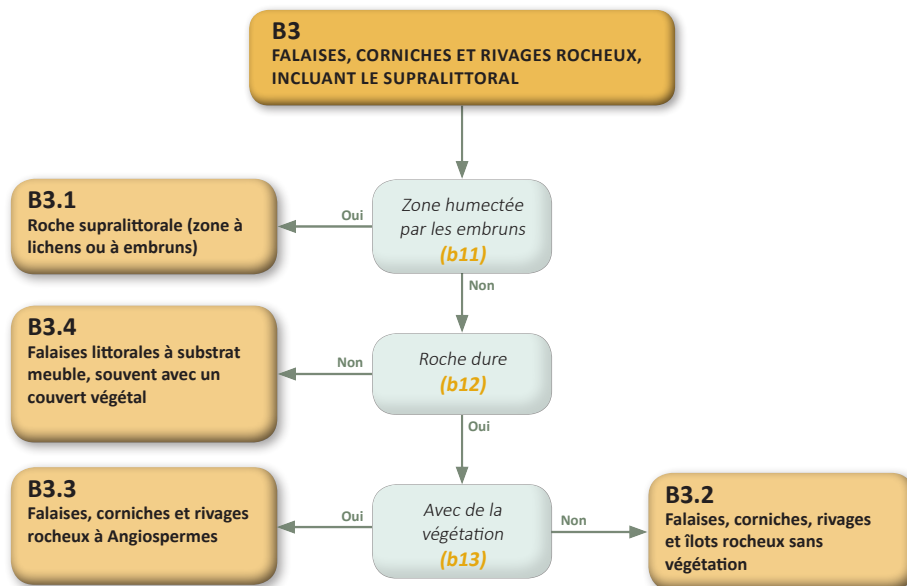 B3
FALAISES, CORNICHES ET RIVAGES ROCHEUX,
INCLUANT LE SUPRALITTORAL
B3.1
Roche supralittorale (zone à
lichens ou à embruns)
Oui
Zone humectée
par les embruns
(b11)
Non
B3.4
Falaises littorales à substrat
meuble, souvent avec un
couvert végétal
Non
Roche dure
(b12)
Oui
B3.3
Falaises, corniches et rivages
rocheux à Angiospermes
Oui
Avec de la
végétation
(b13)
Non
B3.2
Falaises, corniches, rivages
et îlots rocheux sans
végétation